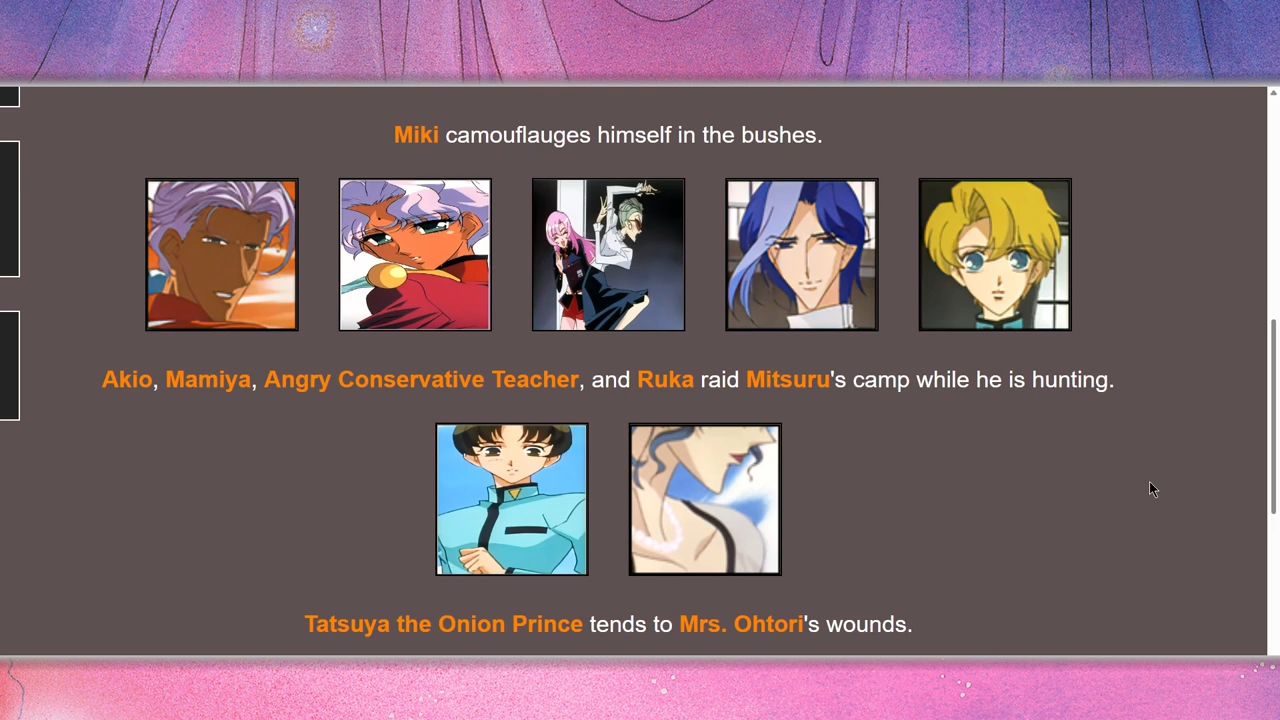 Miki camouflauges himself in the bushes.
Akio, Mamiya, Angry Conservative Teacher, and Ruka raid Mitsuru's camp while he is hunting.
Tatsuya the Onion Prince tends to Mrs. Ohtori's wounds.